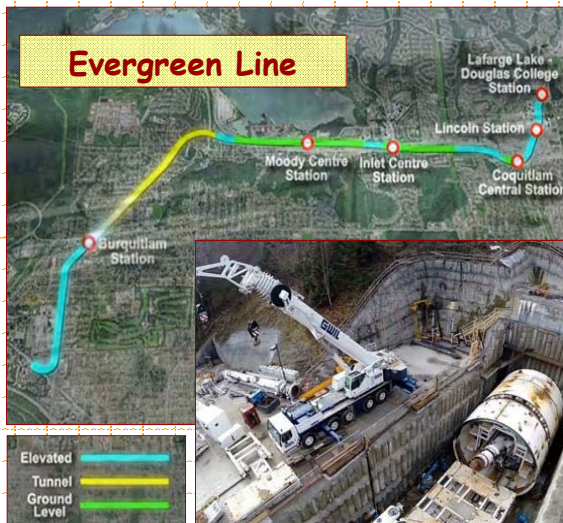 Evergreen Line
Lafarge Lake -
Douglas College
Station
Lincoln Station
Moody Centre
Station
Inlet Centre
Station
Coquitlam
Central Station
Burquitlam
Station
GWIL
Elevated
Tunnel
Ground
Level